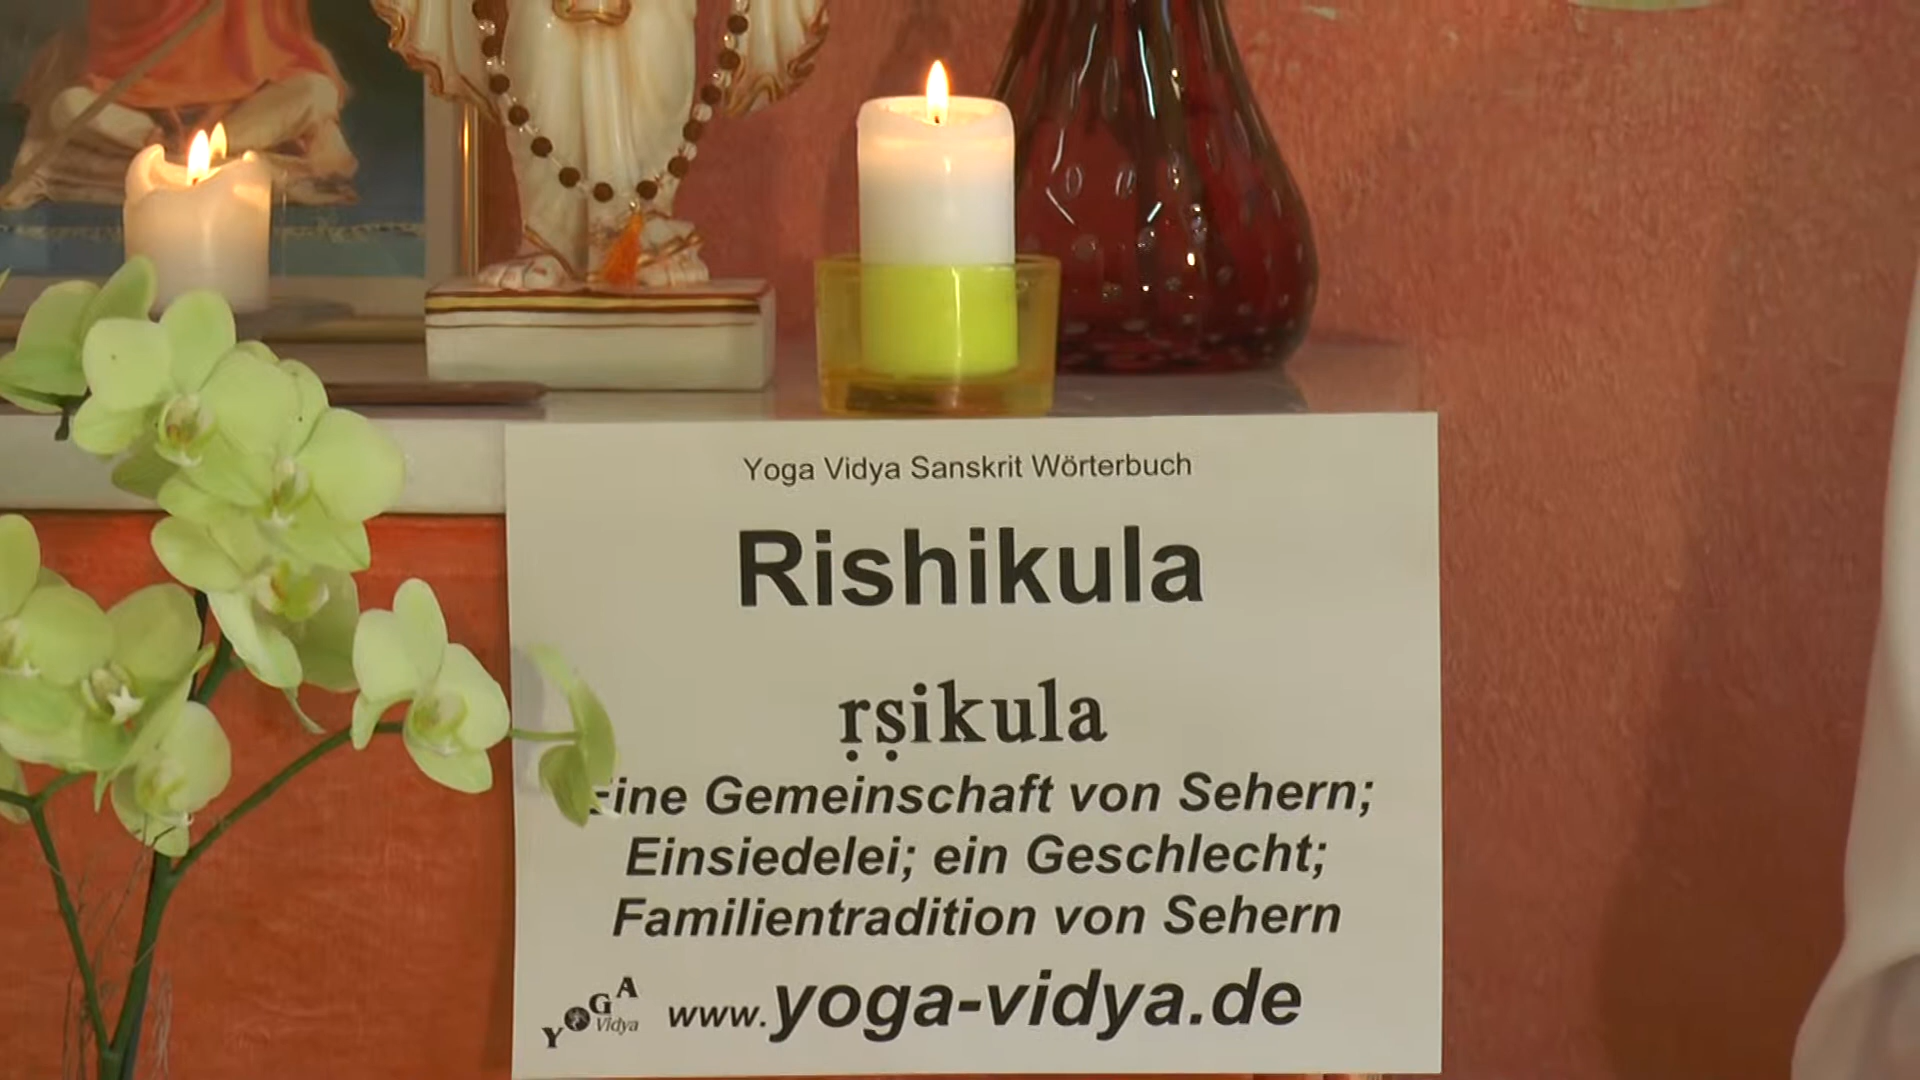 Yoga Vidya Sanskrit Wörterbuch
Rishikula
ṛṣikula
Eine Gemeinschaft von Sehern;
Einsiedelei; ein Geschlecht;
Familientradition von Sehern
YOGA Vidya
www.yoga-vidya.de